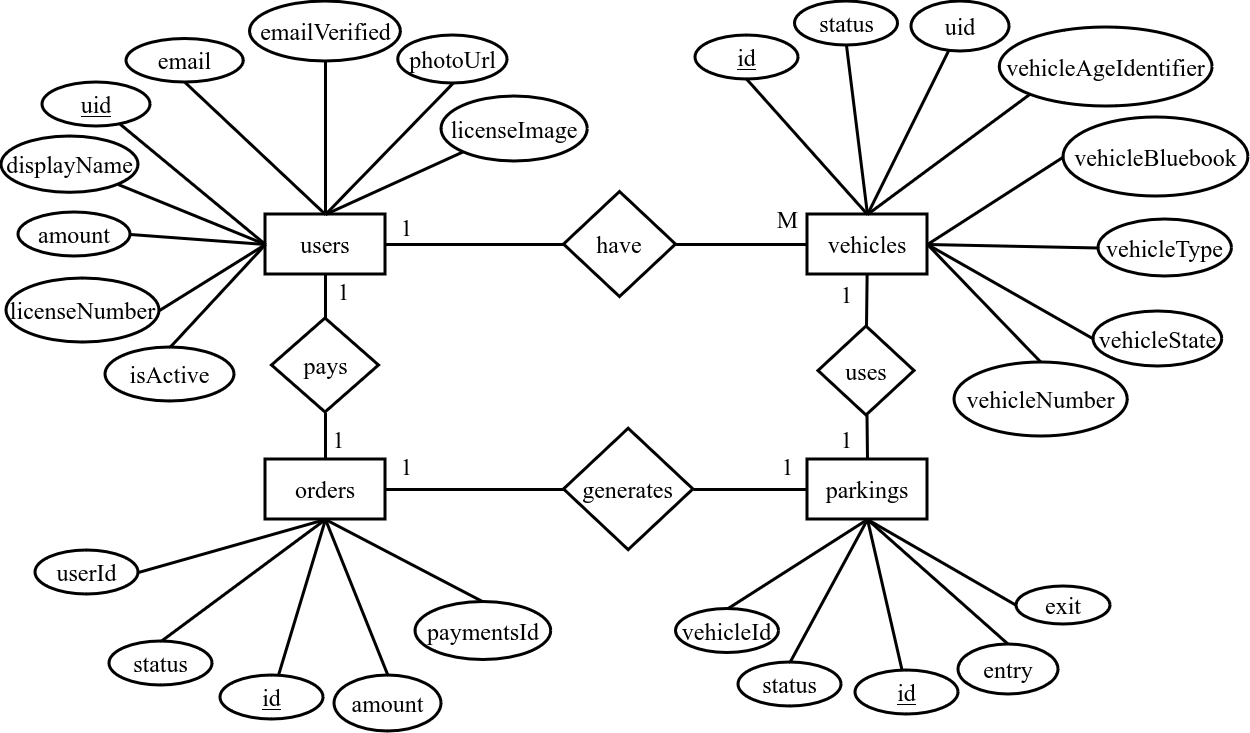 emailVerified
status
uid
email
photoUrl
id
vehicleAgeIdentifier
uid
licenseImage
displayName
vehicleBluebook
amount
users
1
have
M
vehicles
vehicleType
licenseNumber
1
1
isActive
pays
uses
vehicleState
vehicleNumber
1
1
orders
1
generates
1
parkings
userId
exit
paymentsId
vehicleId
status
entry
status
id
amount
id